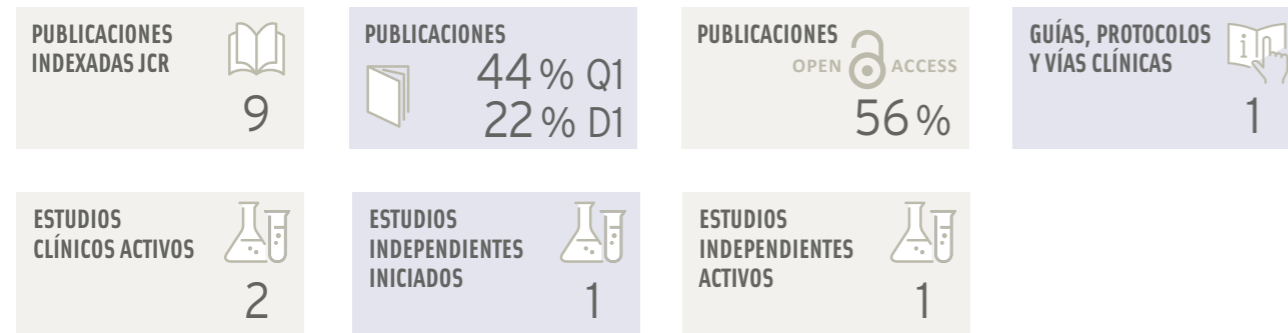 PUBLICACIONES
INDEXADAS JCR
9
PUBLICACIONES
44 % Q1
22 % D1
PUBLICACIONES
OPEN ACCESS
56 %
GUÍAS, PROTOCOLOS
Y VÍAS CLÍNICAS
i
1
ESTUDIOS
CLÍNICOS ACTIVOS
2
ESTUDIOS
INDEPENDIENTES
INICIADOS
1
ESTUDIOS
INDEPENDIENTES
ACTIVOS
1